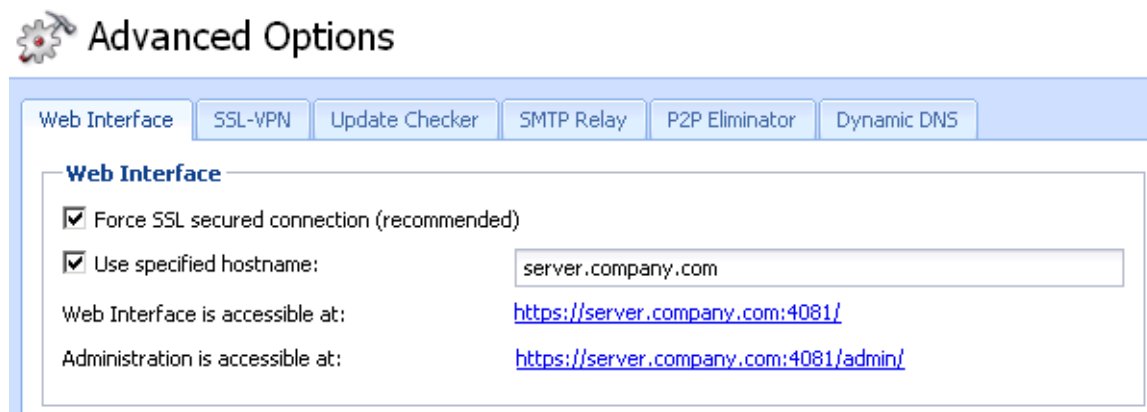 Advanced Options
Web Interface SSL-VPN Update Checker SMTP Relay P2P Eliminator Dynamic DNS
Web Interface
Force SSL secured connection (recommended)
Use specified hostname: server.company.com
Web Interface is accessible at: https://server.company.com:4081/
Administration is accessible at: https://server.company.com:4081/admin/